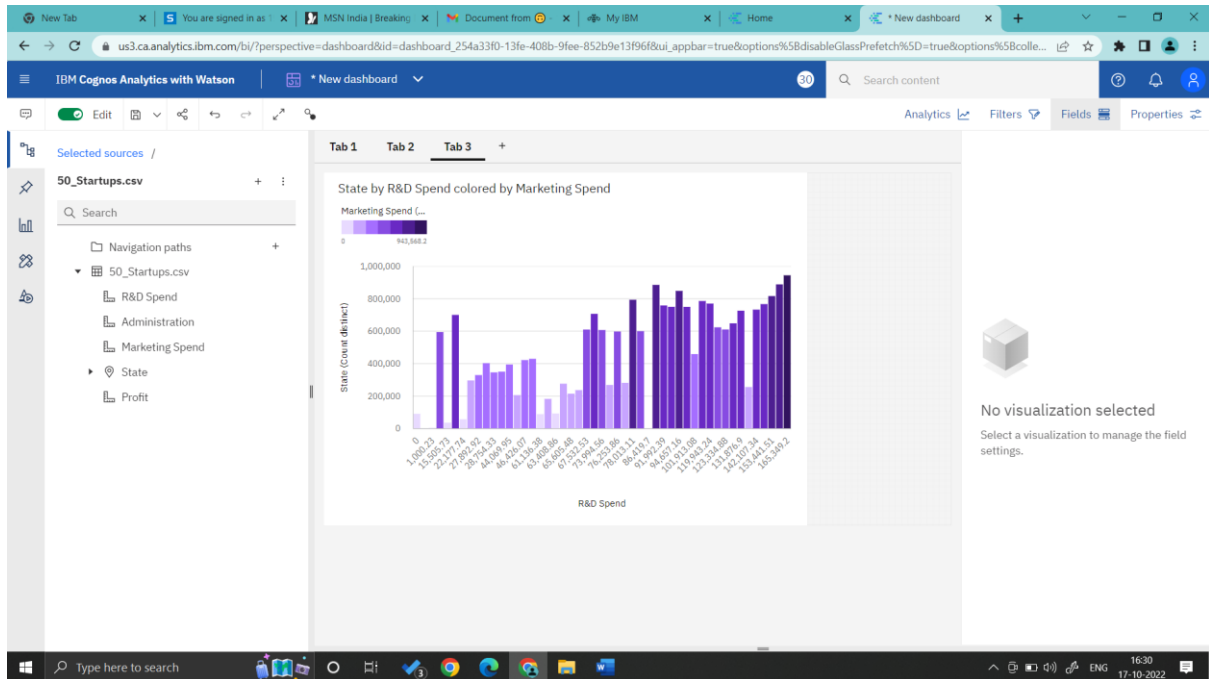 New Tab
You are signed in as
MSN India | Breaking
Document from
My IBM
Home
* New dashboard
us3.ca.analytics.ibm.com/bi/?perspective=dashboard&id=dashboard_254a33f0-13fe-408b-9fee-852b9e13f96f&ui_appbar=true&options%5BdisableGlassPrefetch%5D=true&options%5Bcolle...
IBM Cognos Analytics with Watson
* New dashboard
30
Search content
Edit
Analytics
Filters
Fields
Properties
Selected sources /
Tab 1
Tab 2
Tab 3
+
50_Startups.csv
+
Search
Navigation paths
+
50_Startups.csv
R&D Spend
Administration
Marketing Spend
State
Profit
State by R&D Spend colored by Marketing Spend
Marketing Spend (...
0
943,568.2
1,000,000
800,000
600,000
400,000
200,000
0
State (Count distinct)
0
1,000.23
15,505.73
22,177.74
27,892.92
28,754.33
44,069.95
46,426.07
61,136.38
63,408.86
65,605.48
67,532.53
73,994.56
76,253.86
78,013.11
86,419.7
91,992.39
94,657.16
101,913.08
119,943.24
123,334.88
131,876.9
142,107.34
153,441.51
165,349.2
R&D Spend
No visualization selected
Select a visualization to manage the field
settings.
Type here to search
3
ENG
16:30
17-10-2022